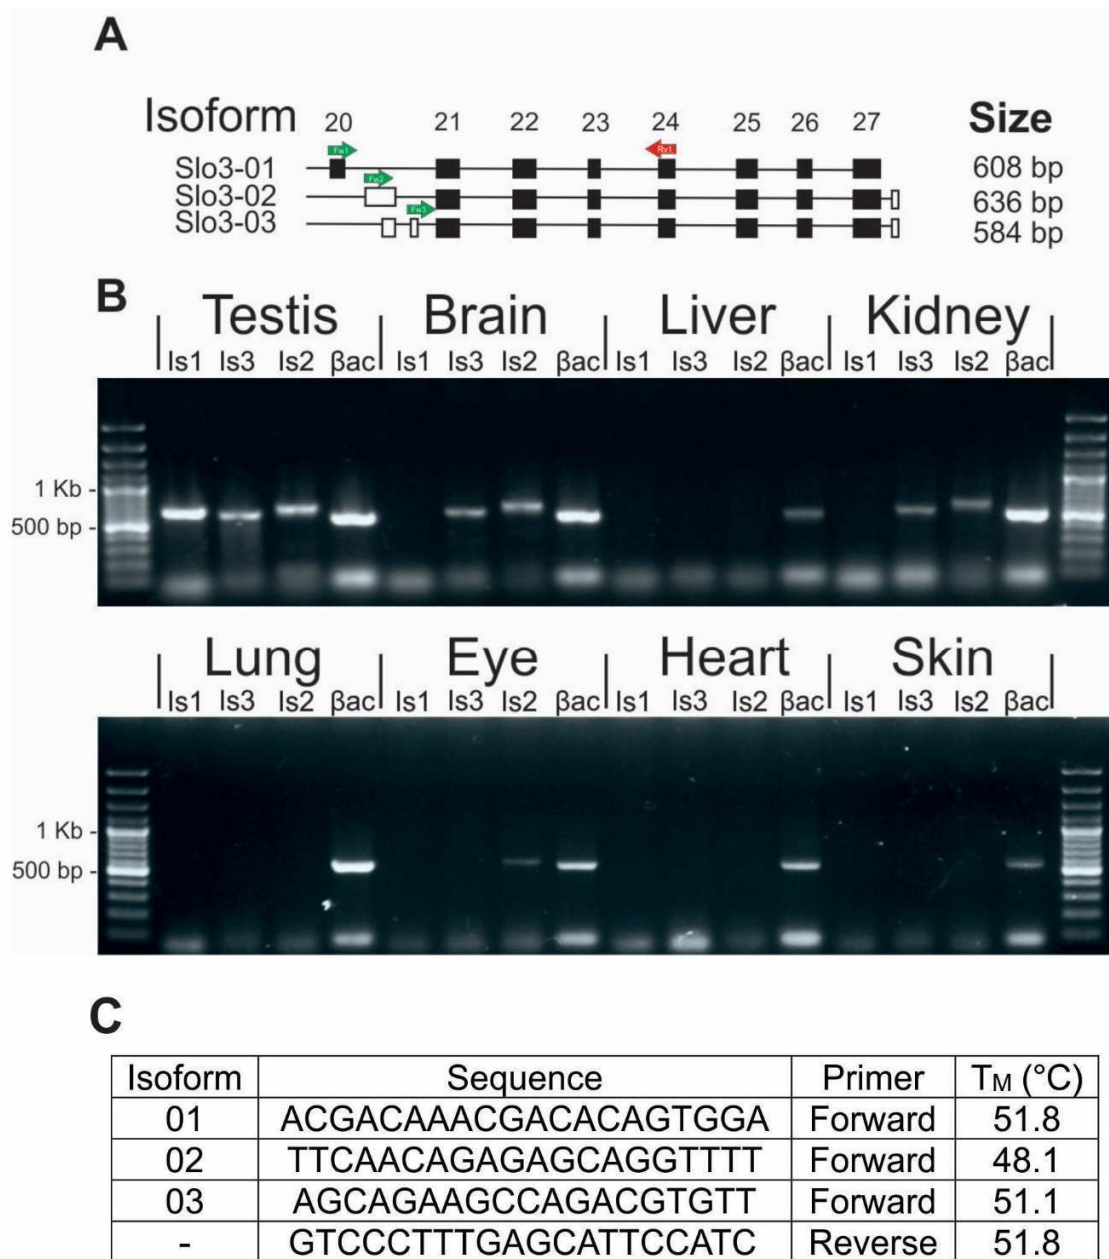 A
Isoform 20 21 22 23 24 25 26 27 Size
Fw1 Rv1
Slo3-01 608 bp
Fw2
Slo3-02 636 bp
Fw3
Slo3-03 584 bp
B
Testis Brain Liver Kidney
Is1 Is3 Is2 βac Is1 Is3 Is2 βac Is1 Is3 Is2 βac Is1 Is3 Is2 βac
1 Kb -
500 bp -
Lung Eye Heart Skin
Is1 Is3 Is2 βac Is1 Is3 Is2 βac Is1 Is3 Is2 βac Is1 Is3 Is2 βac
1 Kb -
500 bp -
C
Isoform Sequence Primer TM (°C)
01 ACGACAAACGACACAGTGGA Forward 51.8
02 TTCAACAGAGAGCAGGTTTT Forward 48.1
03 AGCAGAAGCCAGACGTGTT Forward 51.1
- GTCCCTTTGAGCATTCCATC Reverse 51.8